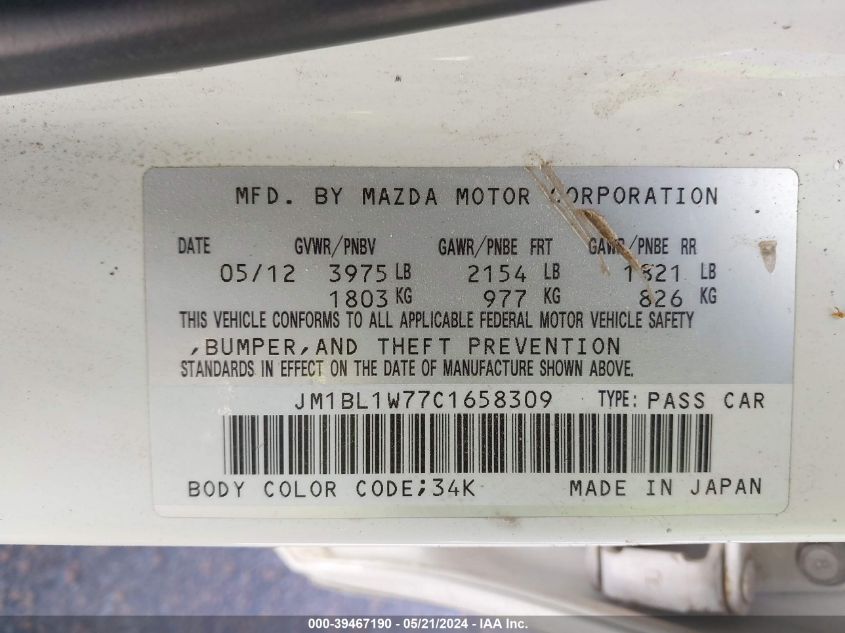 MFD. BY MAZDA MOTOR CORPORATION
DATE GVWR/PNBV GAWR/PNBE FRT GAWR/PNBE RR
05/12 3975 LB 2154 LB 1821 LB
1803 KG 977 KG 826 KG
THIS VEHICLE CONFORMS TO ALL APPLICABLE FEDERAL MOTOR VEHICLE SAFETY
,BUMPER,AND THEFT PREVENTION
STANDARDS IN EFFECT ON THE DATE OF MANUFACTURE SHOWN ABOVE.
JM1BL1W77C1658309 TYPE: PASS CAR
BODY COLOR CODE;34K MADE IN JAPAN
000-39467190 - 05/21/2024 - IAA Inc.